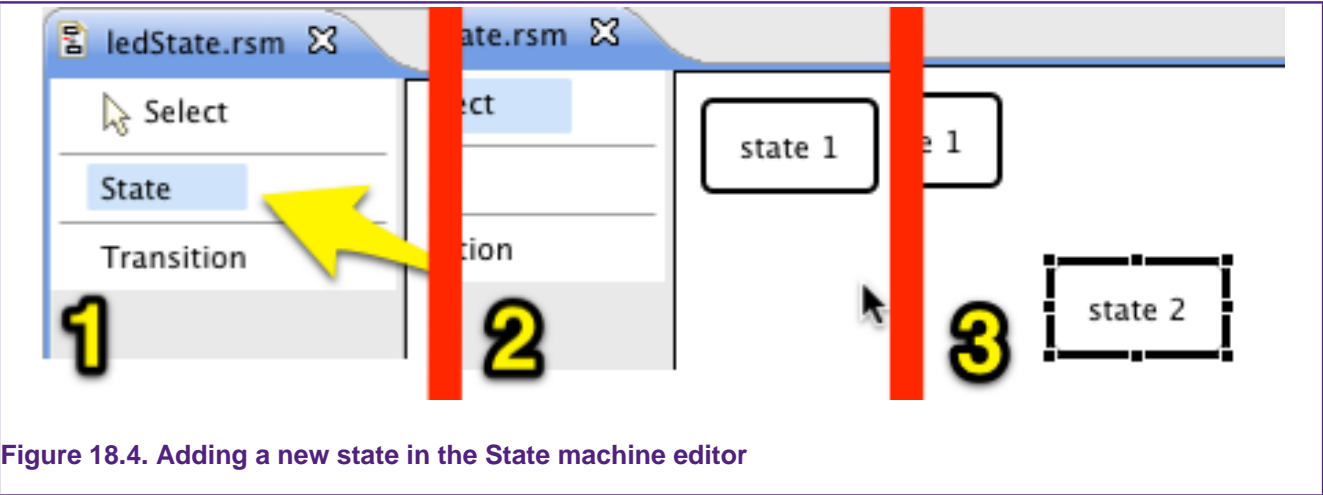 ledState.rsm
Select
State
Transition
1
ate.rsm
ect
tion
state 1
2
e 1
state 2
3
Figure 18.4. Adding a new state in the State machine editor